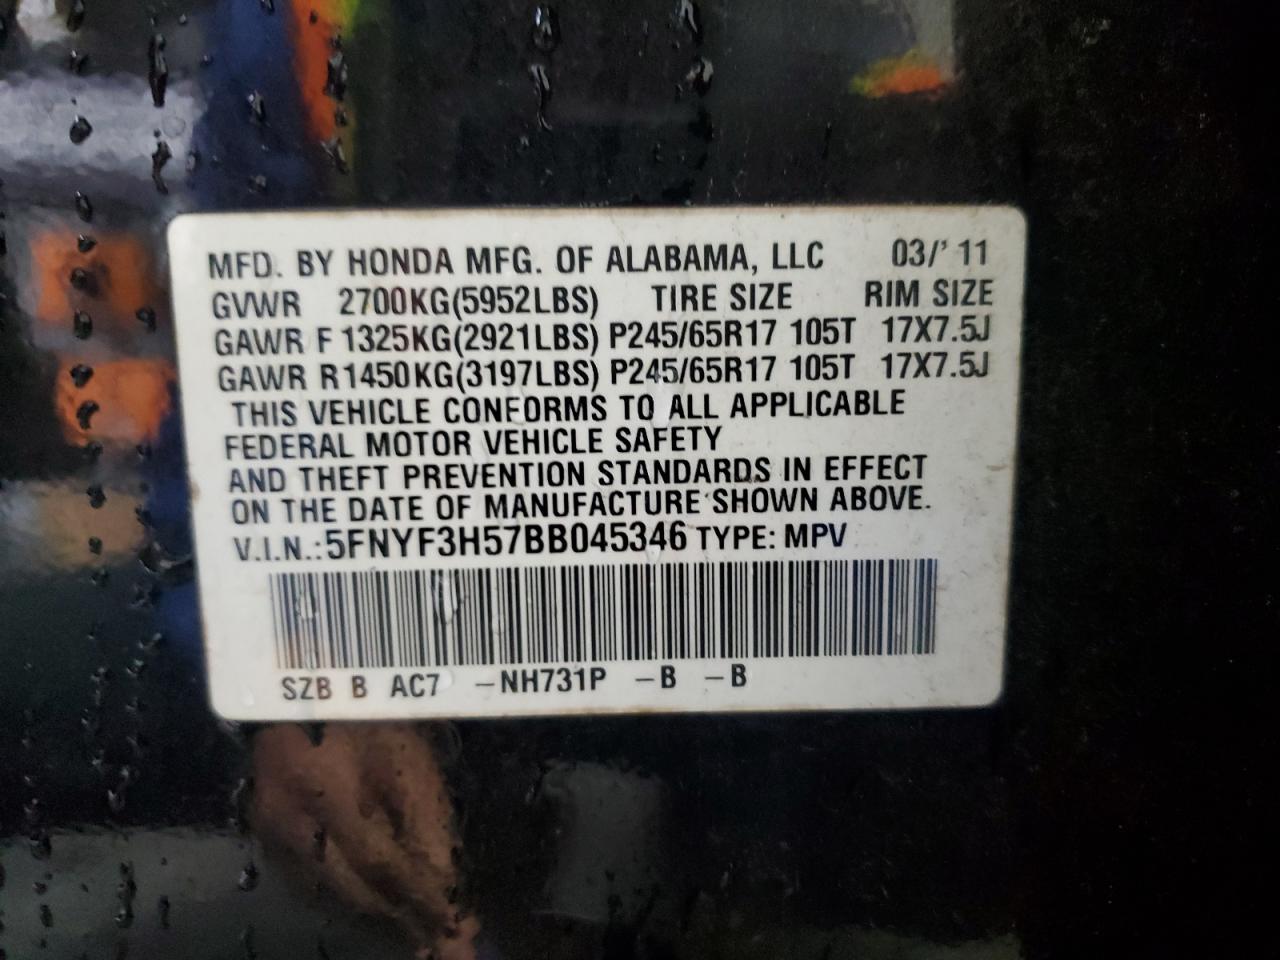 MFD. BY HONDA MFG. OF ALABAMA, LLC 03/' 11
GVWR 2700KG(5952LBS) TIRE SIZE RIM SIZE
GAWR F 1325KG(2921LBS) P245/65R17 105T 17X7.5J
GAWR R1450KG(3197LBS) P245/65R17 105T 17X7.5J
THIS VEHICLE CONFORMS TO ALL APPLICABLE
FEDERAL MOTOR VEHICLE SAFETY
AND THEFT PREVENTION STANDARDS IN EFFECT
ON THE DATE OF MANUFACTURE SHOWN ABOVE.
V.I.N.:5FNYF3H57BB045346 TYPE: MPV
SZB B AC7 -NH731P -B -B